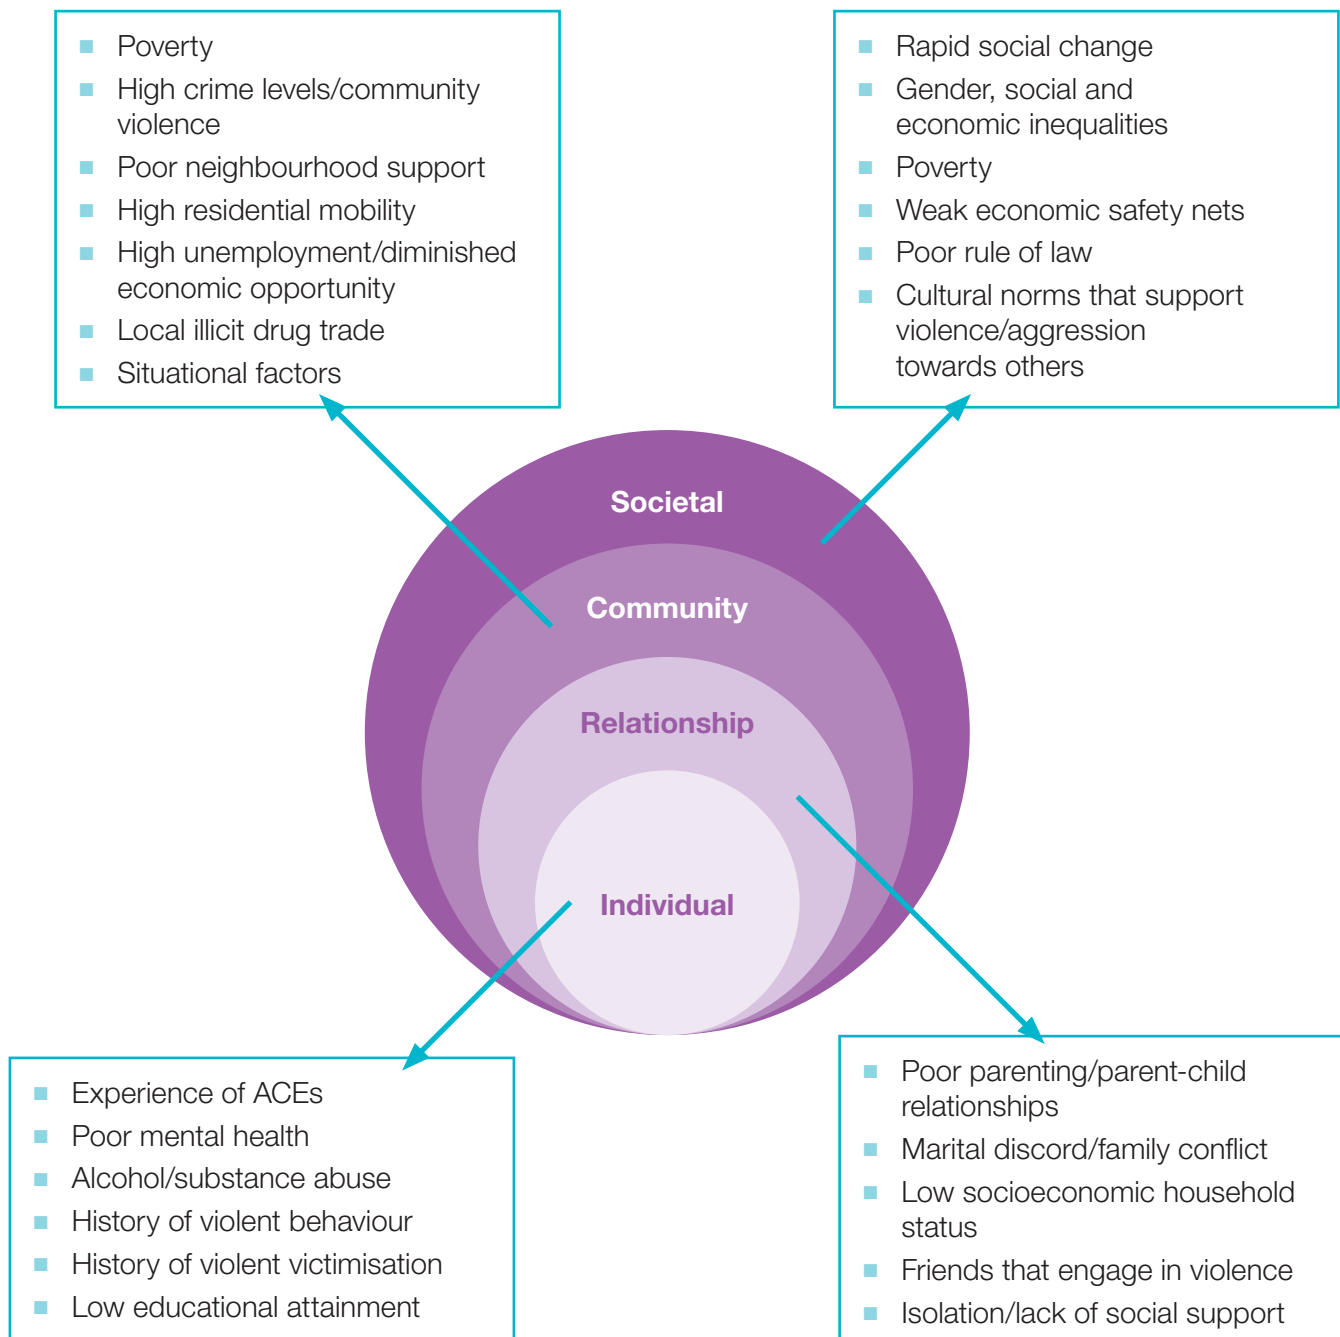 Poverty
High crime levels/community
violence
Poor neighbourhood support
High residential mobility
High unemployment/diminished
economic opportunity
Local illicit drug trade
Situational factors
Rapid social change
Gender, social and
economic inequalities
Poverty
Weak economic safety nets
Poor rule of law
Cultural norms that support
violence/aggression
towards others
Societal
Community
Relationship
Individual
Experience of ACEs
Poor mental health
Alcohol/substance abuse
History of violent behaviour
History of violent victimisation
Low educational attainment
Poor parenting/parent-child
relationships
Marital discord/family conflict
Low socioeconomic household
status
Friends that engage in violence
Isolation/lack of social support